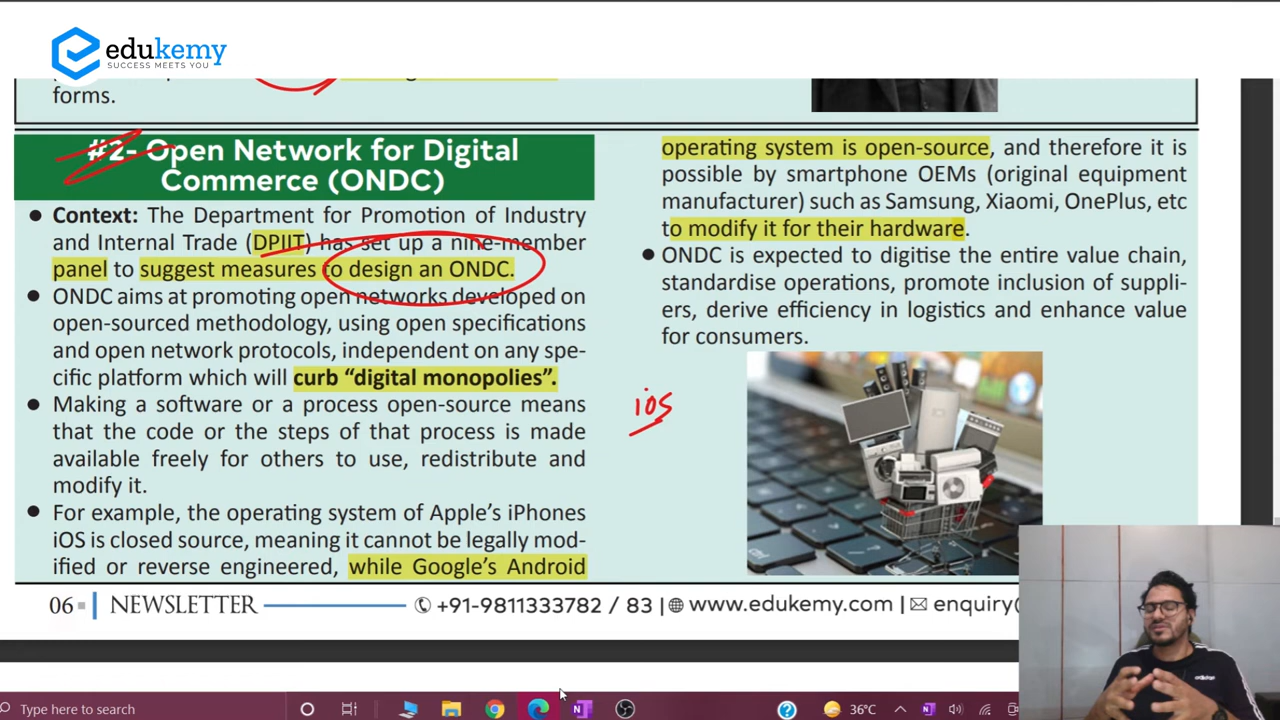 edukemy
SUCCESS MEETS YOU
forms.
#2- Open Network for Digital
Commerce (ONDC)
● Context: The Department for Promotion of Industry
and Internal Trade (DPIIT) has set up a nine-member
panel to suggest measures to design an ONDC.
● ONDC aims at promoting open networks developed on
open-sourced methodology, using open specifications
and open network protocols, independent on any spe-
cific platform which will curb “digital monopolies”.
● Making a software or a process open-source means
that the code or the steps of that process is made
available freely for others to use, redistribute and
modify it.
● For example, the operating system of Apple’s iPhones
iOS is closed source, meaning it cannot be legally mod-
ified or reverse engineered, while Google’s Android
operating system is open-source, and therefore it is
possible by smartphone OEMs (original equipment
manufacturer) such as Samsung, Xiaomi, OnePlus, etc
to modify it for their hardware.
● ONDC is expected to digitise the entire value chain,
standardise operations, promote inclusion of suppli-
ers, derive efficiency in logistics and enhance value
for consumers.
ios
06 NEWSLETTER +91-9811333782 / 83 | www.edukemy.com | enquiry(
Type here to search
36°C